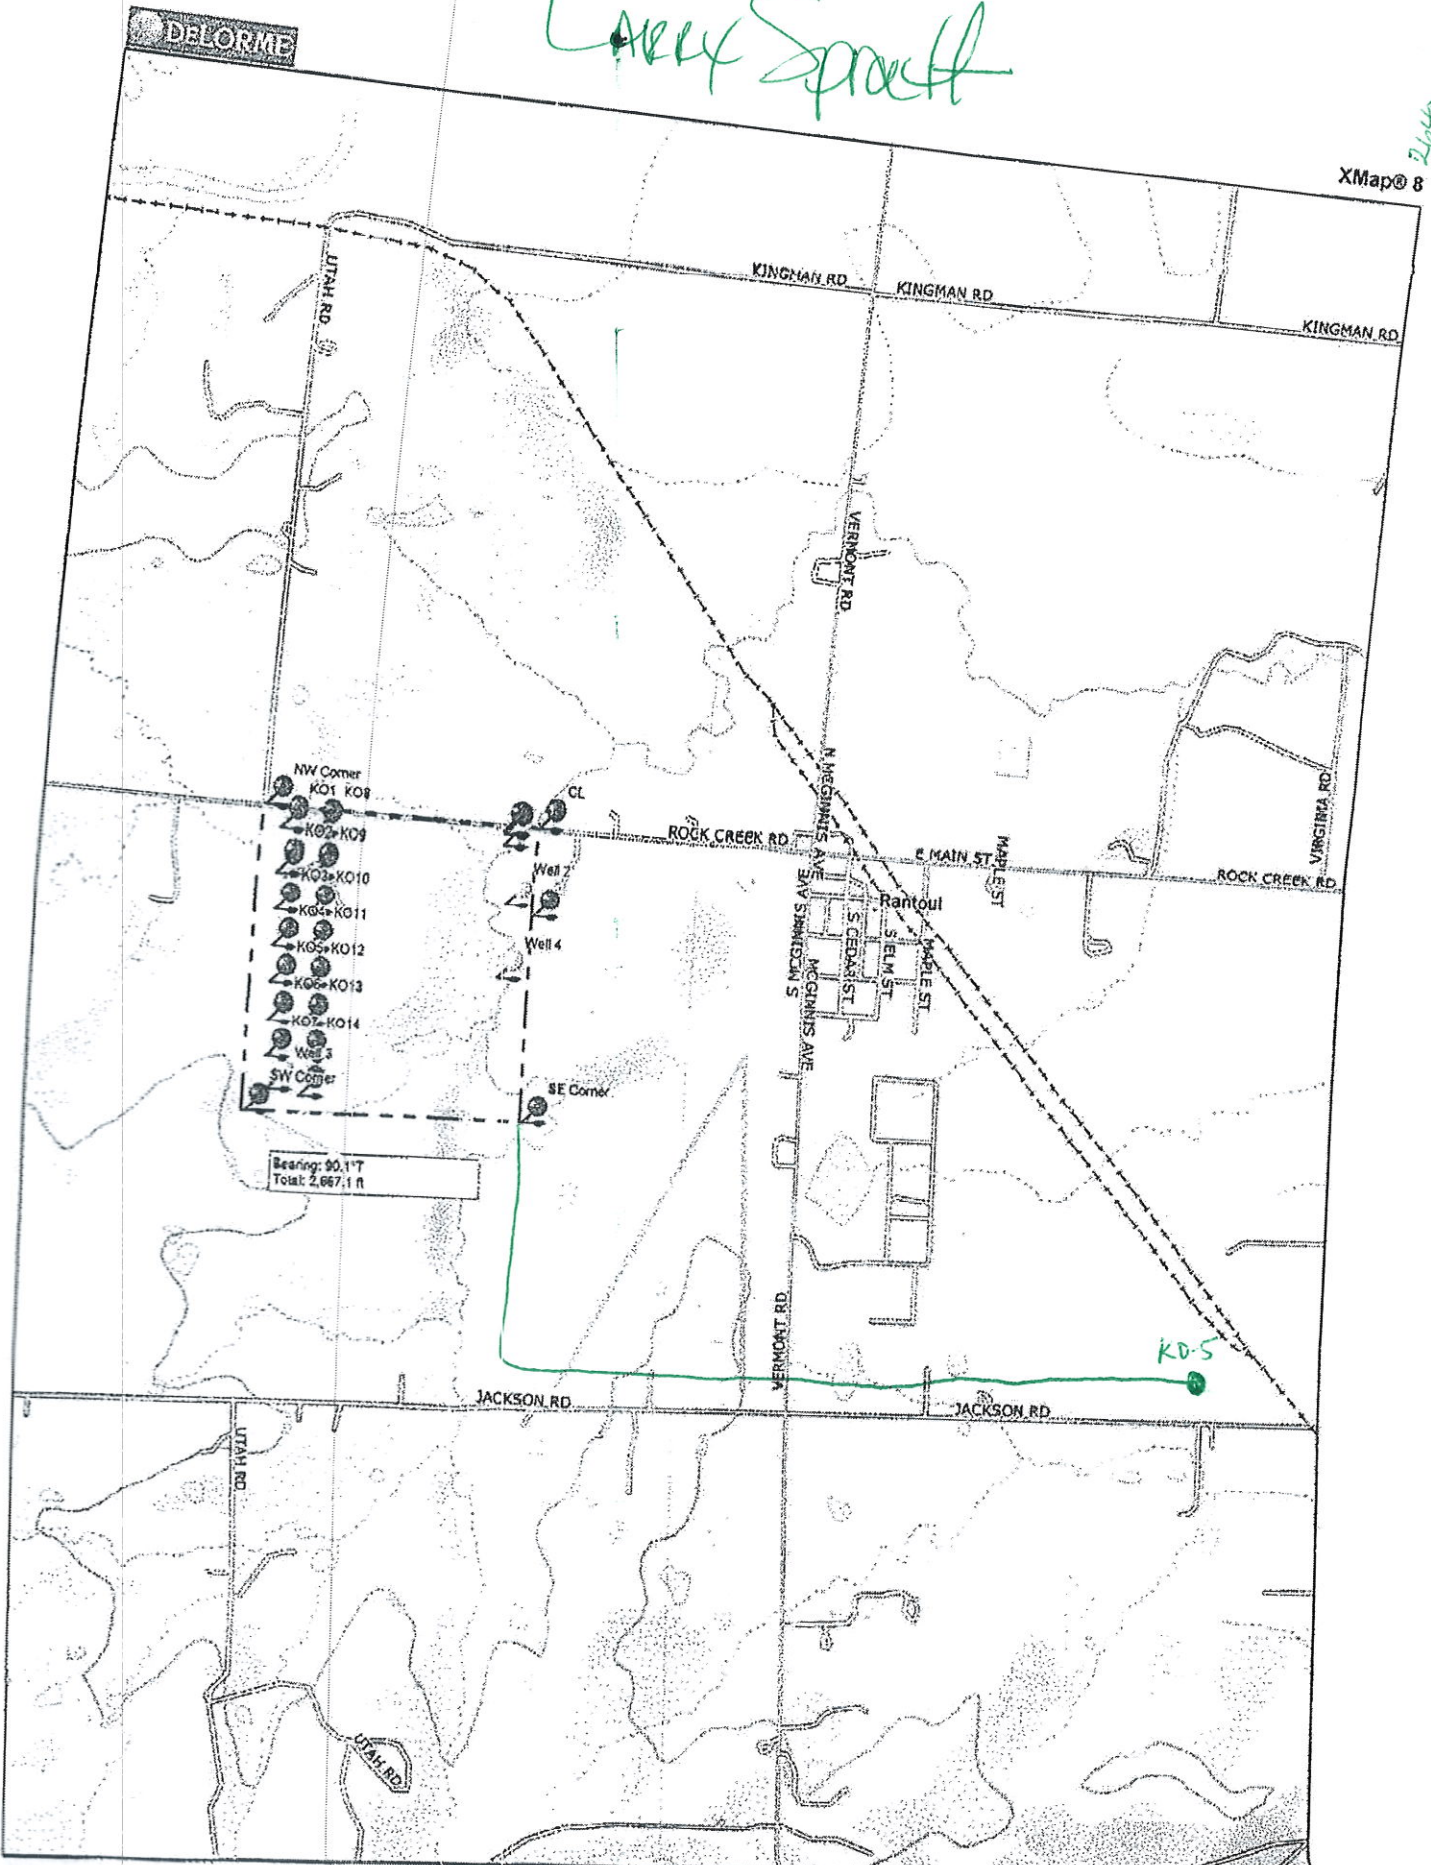 LARRY Spratt
DELORME
XMap® 8
KINGMAN RD
KINGMAN RD
KINGMAN RD
UTAH RD
VERMONT RD
NW Corner
KO1 KO8
CL
KO2 KO9
ROCK CREEK RD
N MCGINNIS AVE
E MAIN ST
MAPLE ST
VIRGINIA RD
ROCK CREEK RD
Well 2
KO3 KO10
Rantoul
KO4 KO11
Well 4
KO5 KO12
S CEDAR ST
S ELM ST
MAPLE ST
MCGINNIS AVE
KO6 KO13
KO7 KO14
Well 3
SW Corner
SE Corner
Bearing: 90.1°T
Total: 2,667.1 ft
VERMONT RD
KO-5
JACKSON RD
JACKSON RD
UTAH RD
UTAH RD